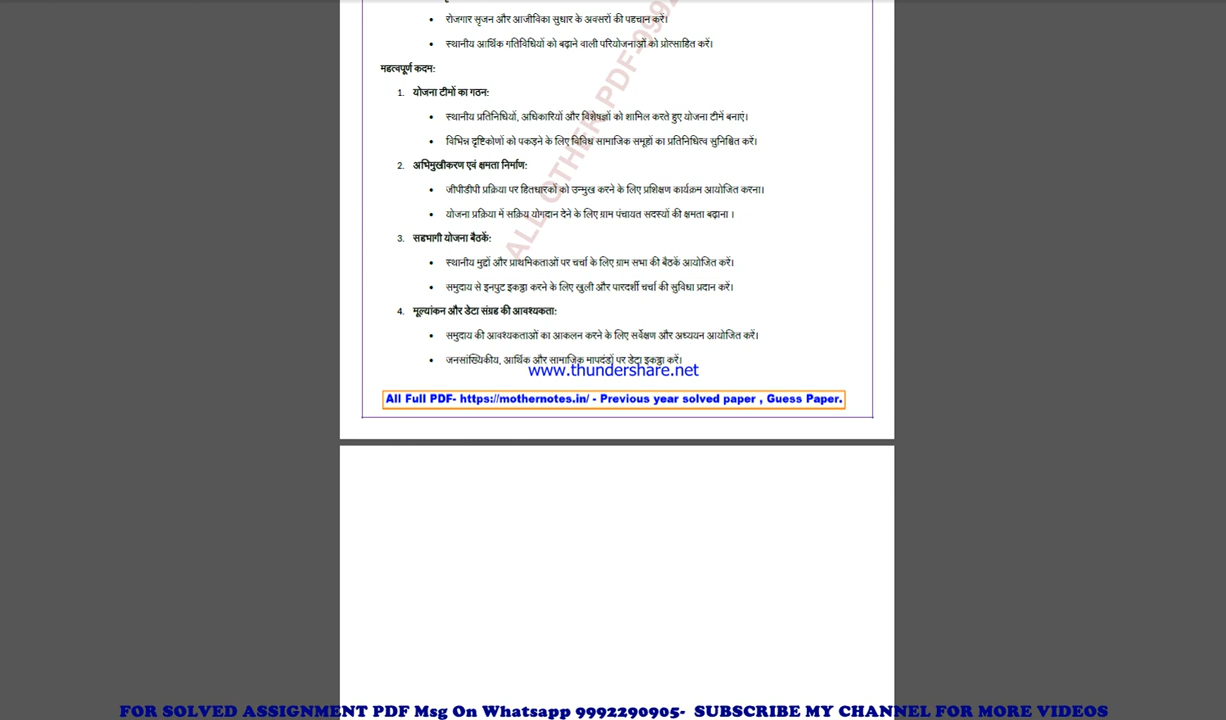 रोजगार सृजन और आजीविका सुधार के अवसरों की पहचान करें।
स्थानीय आर्थिक गतिविधियों को बढ़ाने वाली परियोजनाओं को प्रोत्साहित करें।
महत्वपूर्ण कदम:
1. योजना टीमों का गठन:
स्थानीय प्रतिनिधियों, अधिकारियों और विशेषज्ञों को शामिल करते हुए योजना टीमें बनाएं।
विभिन्न दृष्टिकोणों को पकड़ने के लिए विविध सामाजिक समूहों का प्रतिनिधित्व सुनिश्चित करें।
2. अभिमुखीकरण एवं क्षमता निर्माण:
जीपीडीपी प्रक्रिया पर हितधारकों को उन्मुख करने के लिए प्रशिक्षण कार्यक्रम आयोजित करना।
योजना प्रक्रिया में सक्रिय योगदान देने के लिए ग्राम पंचायत सदस्यों की क्षमता बढ़ाना ।
3. सहभागी योजना बैठकें:
स्थानीय मुद्दों और प्राथमिकताओं पर चर्चा के लिए ग्राम सभा की बैठकें आयोजित करें।
समुदाय से इनपुट इकट्ठा करने के लिए खुली और पारदर्शी चर्चा की सुविधा प्रदान करें।
4. मूल्यांकन और डेटा संग्रह की आवश्यकता:
समुदाय की आवश्यकताओं का आकलन करने के लिए सर्वेक्षण और अध्ययन आयोजित करें।
जनसांख्यिकीय, आर्थिक और सामाजिक मापदंडों पर डेटा इकट्ठा करें।
www.thundershare.net
All Full PDF- https://mothernotes.in/ - Previous year solved paper , Guess Paper.
ALL OTHER PDF-9992
FOR SOLVED ASSIGNMENT PDF Msg On Whatsapp 9992290905- SUBSCRIBE MY CHANNEL FOR MORE VIDEOS